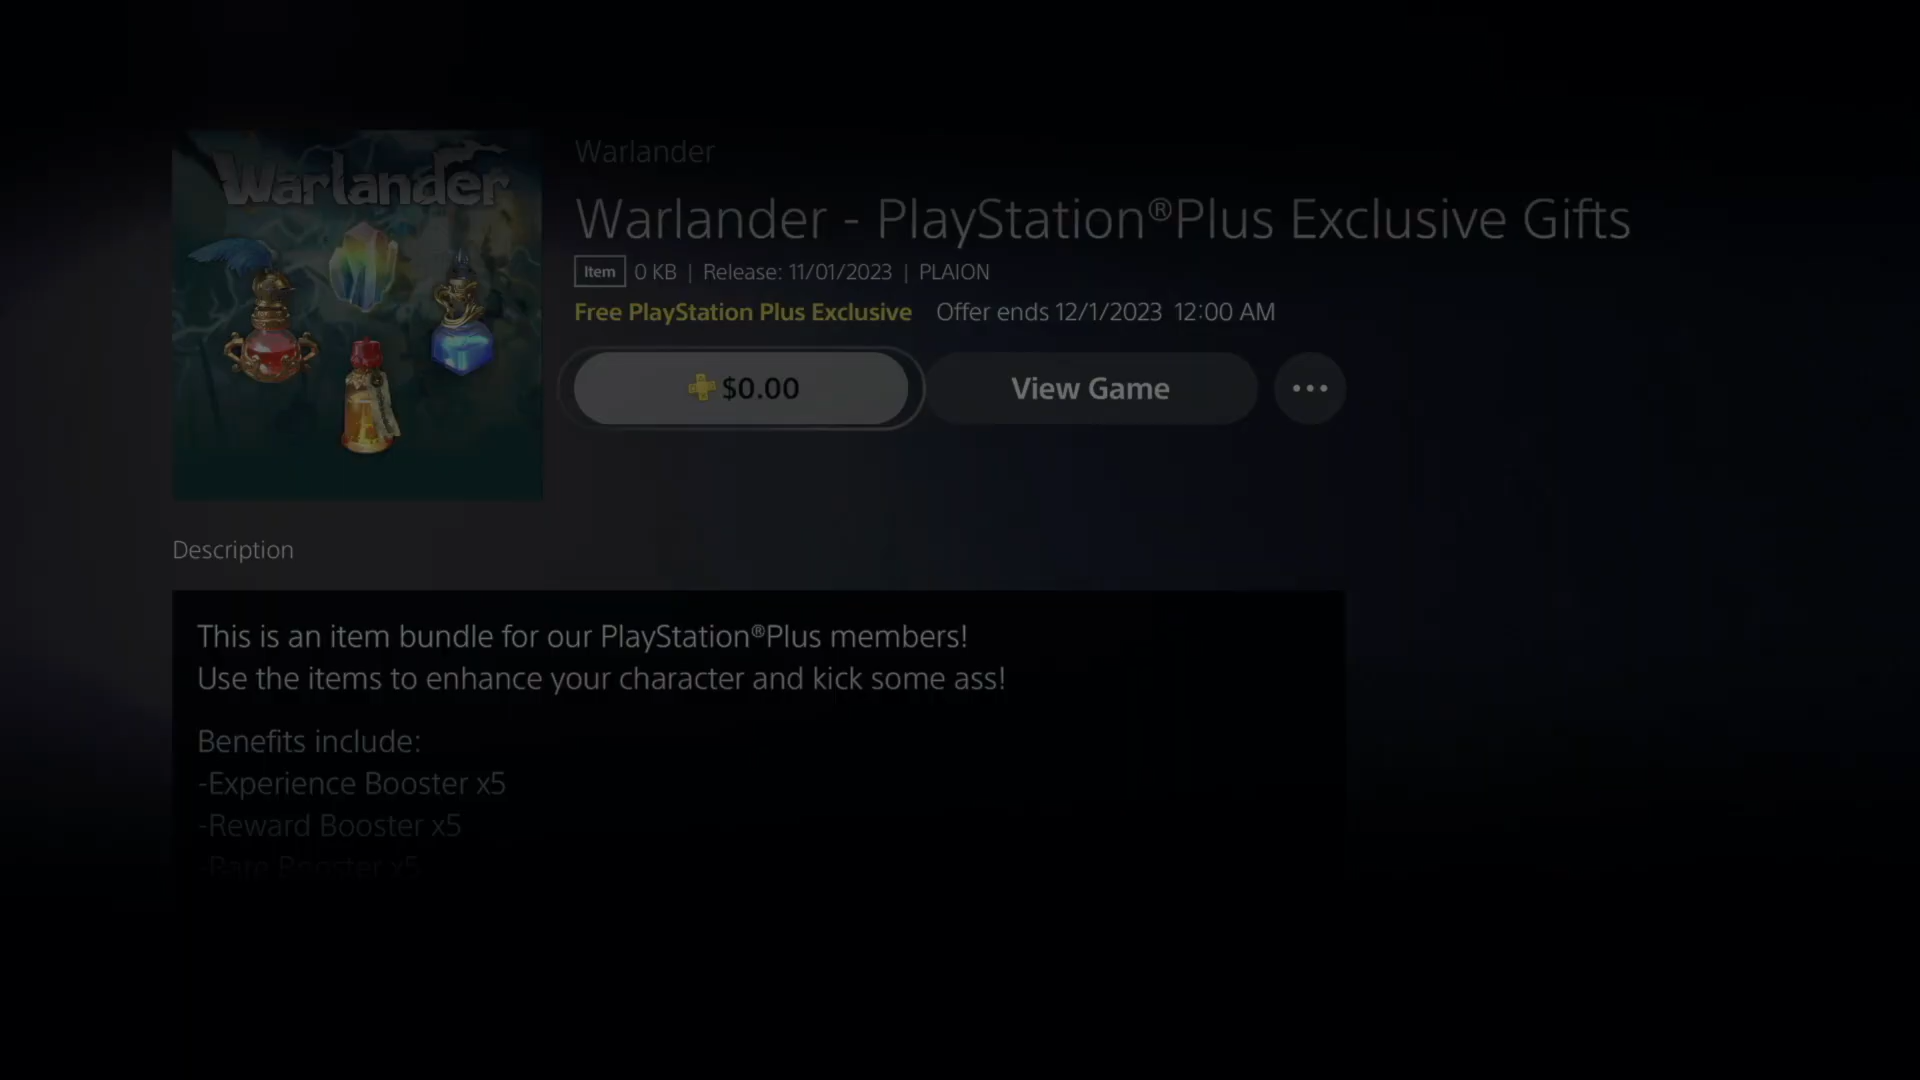 Warlander
Warlander
Warlander - PlayStation®Plus Exclusive Gifts
Item 0 KB | Release: 11/01/2023 | PLAION
Free PlayStation Plus Exclusive Offer ends 12/1/2023 12:00 AM
$0.00 View Game
Description
This is an item bundle for our PlayStation®Plus members!
Use the items to enhance your character and kick some ass!
Benefits include:
-Experience Booster x5
-Reward Booster x5
-Rare Booster x5